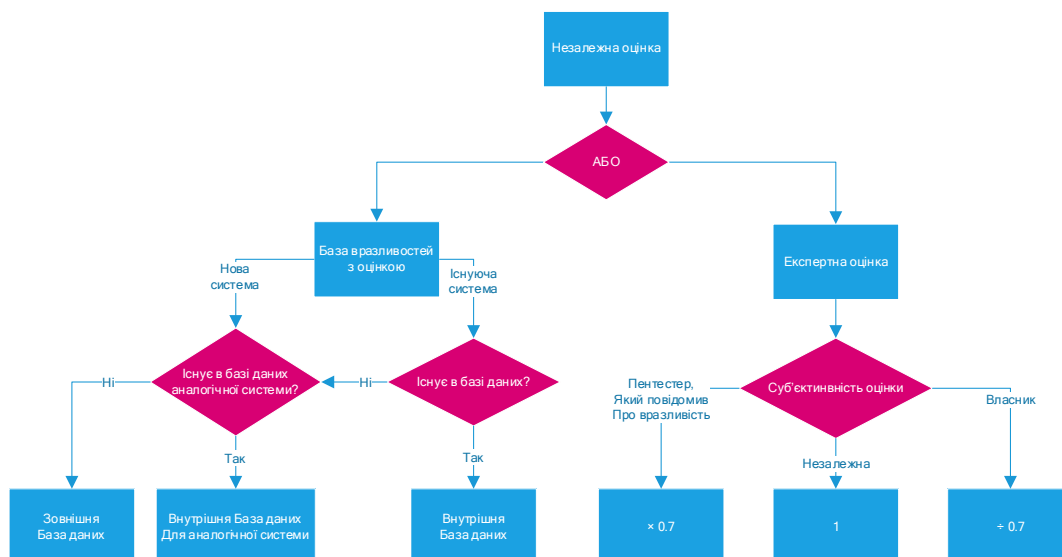 Незалежна оцінка
АБО
База вразливостей
з оцінкою
Експертна оцінка
Нова
система
Існуюча
система
Існує в базі даних
аналогічної системи?
Існує в базі даних?
Ні
Ні
Пентестер,
Який повідомив
Про вразливість
Суб'єктинвність оцінки
Власник
Так
Так
Незалежна
Зовнішня
База даних
Внутрішня База даних
Для аналогічної системи
Внутрішня
База даних
× 0.7
1
÷ 0.7